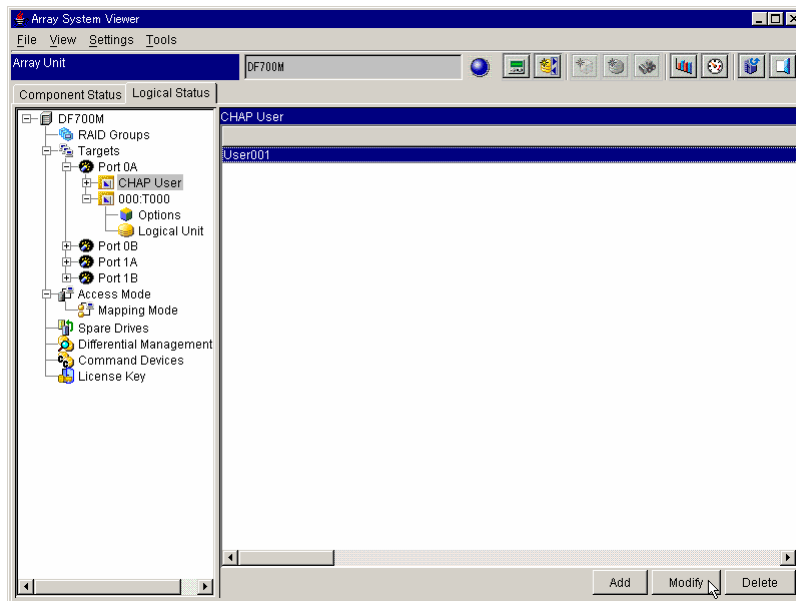 Array System Viewer
File View Settings Tools
Array Unit
DF700M
Component Status Logical Status
DF700M
RAID Groups
Targets
Port 0A
CHAP User
000:T000
Options
Logical Unit
Port 0B
Port 1A
Port 1B
Access Mode
Mapping Mode
Spare Drives
Differential Management
Command Devices
License Key
CHAP User
User001
Add Modify Delete